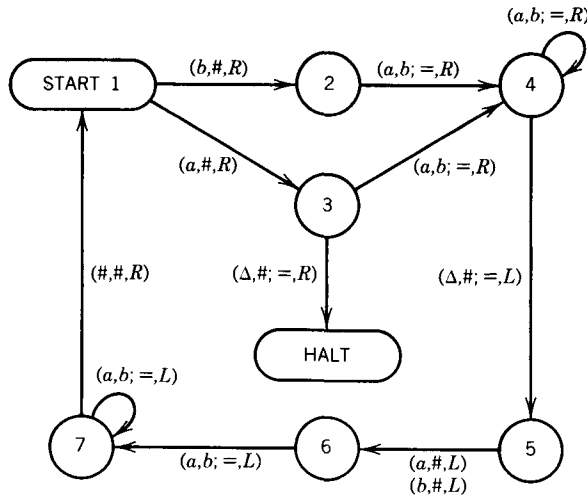 (a,b; =,R)
START 1
(b,#,R)
2
(a,b; =,R)
4
(a,#,R)
3
(a,b; =,R)
(#,#,R)
(Δ,#; =,R)
(Δ,#; =,L)
HALT
(a,b; =,L)
7
(a,b; =,L)
6
(a,#,L)
(b,#,L)
5